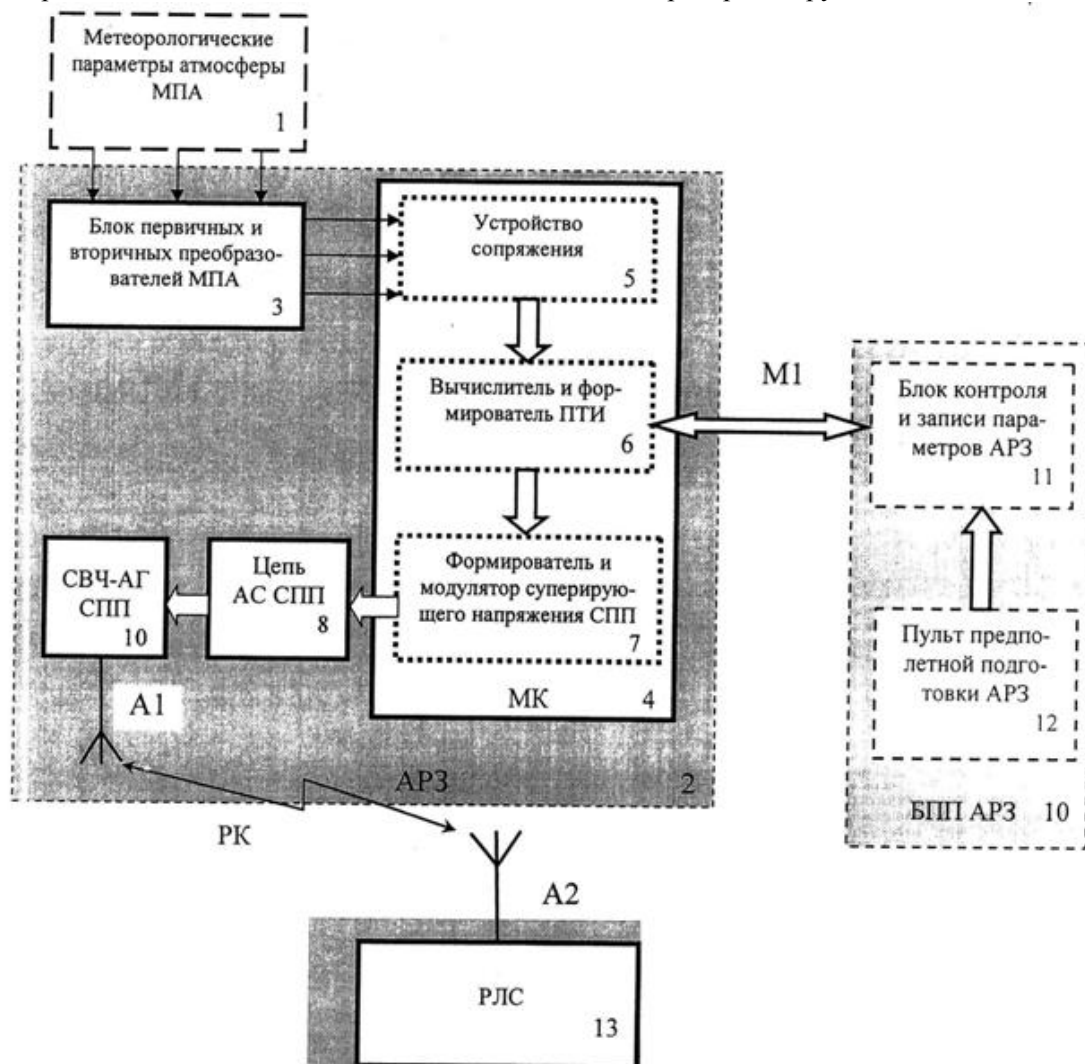 Метеорологические
параметры атмосферы
МПА
1
Блок первичных и
вторичных преобразо-
вателей МПА
3
Устройство
сопряжения
5
Вычислитель и фор-
мирователь ПТИ
6
М1
Блок контроля
и записи пара-
метров АРЗ
11
СВЧ-АГ
СПП
10
Цепь
АС СПП
8
Формирователь и
модулятор суперирую-
щего напряжения СПП
7
Пульт предпо-
летной подго-
товки АРЗ
12
МК 4
А1
АРЗ 2
БПП АРЗ 10
РК
А2
РЛС
13